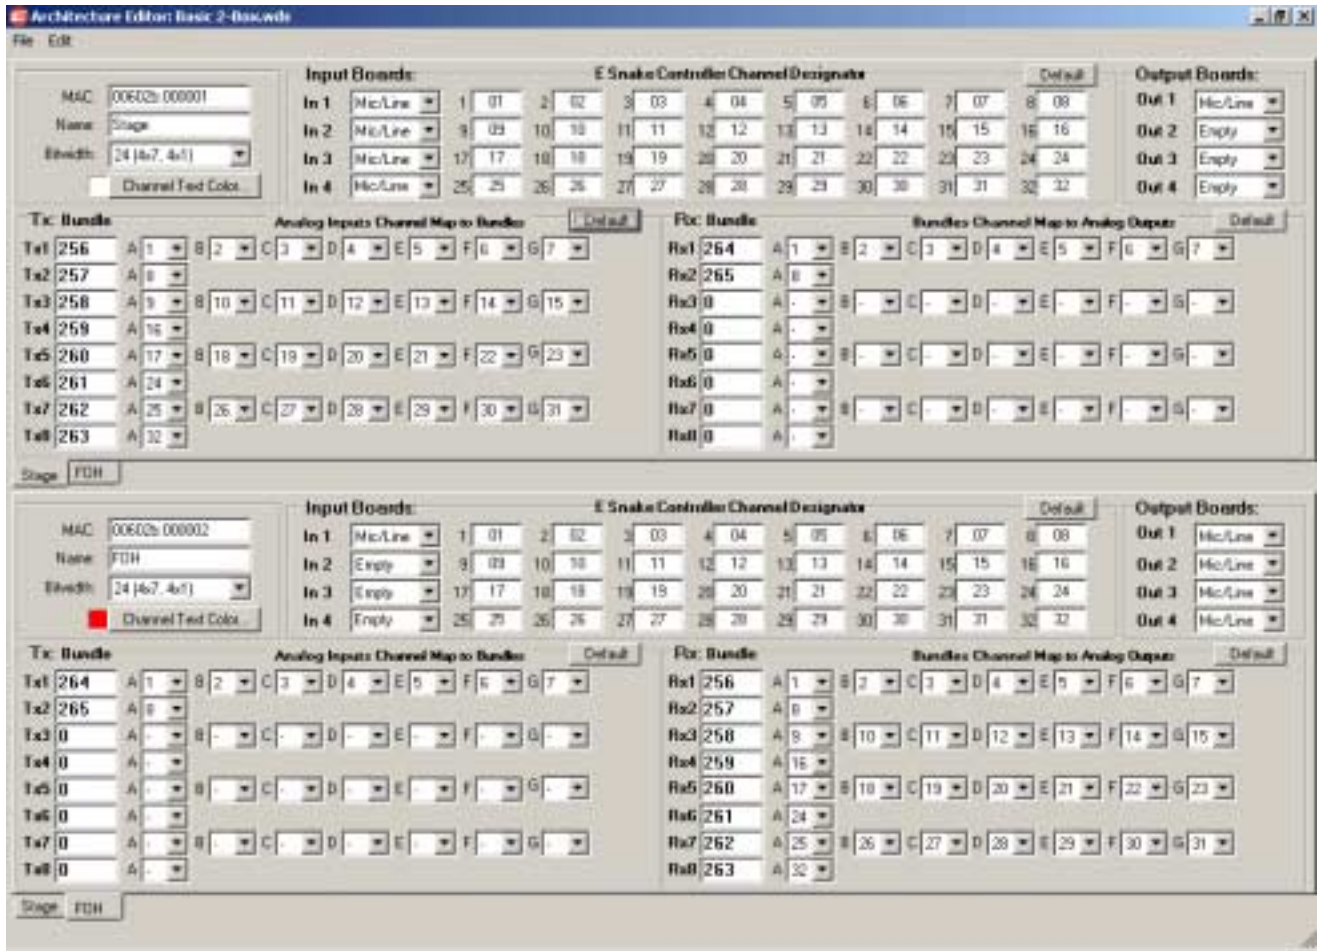 Architecture Editor: Basic 2-Box.wds
File Edit
Input Boards: E Snake Controller Channel Designator Default Output Boards:
MAC 00602b 000001
Name Stage
Bitwidth 24 (4x7, 4x1)
Channel Text Color...
In 1 Mic/Line 1 01 2 02 3 03 4 04 5 05 6 06 7 07 8 08 Out 1 Mic/Line
In 2 Mic/Line 9 09 10 10 11 11 12 12 13 13 14 14 15 15 16 16 Out 2 Empty
In 3 Mic/Line 17 17 18 18 19 19 20 20 21 21 22 22 23 23 24 24 Out 3 Empty
In 4 Mic/Line 25 25 26 26 27 27 28 28 29 29 30 30 31 31 32 32 Out 4 Empty
Tx: Bundle Analog Inputs Channel Map to Bundles Default
Tx1 256 A 1 B 2 C 3 D 4 E 5 F 6 G 7
Tx2 257 A 8
Tx3 258 A 9 B 10 C 11 D 12 E 13 F 14 G 15
Tx4 259 A 16
Tx5 260 A 17 B 18 C 19 D 20 E 21 F 22 G 23
Tx6 261 A 24
Tx7 262 A 25 B 26 C 27 D 28 E 29 F 30 G 31
Tx8 263 A 32
Rx: Bundle Bundles Channel Map to Analog Outputs Default
Rx1 264 A 1 B 2 C 3 D 4 E 5 F 6 G 7
Rx2 265 A 8
Rx3 0 A - B - C - D - E - F - G -
Rx4 0 A -
Rx5 0 A - B - C - D - E - F - G -
Rx6 0 A -
Rx7 0 A - B - C - D - E - F - G -
Rx8 0 A -
Stage FOH
Input Boards: E Snake Controller Channel Designator Default Output Boards:
MAC 00602b 000002
Name FOH
Bitwidth 24 (4x7, 4x1)
Channel Text Color...
In 1 Mic/Line 1 01 2 02 3 03 4 04 5 05 6 06 7 07 8 08 Out 1 Mic/Line
In 2 Empty 9 09 10 10 11 11 12 12 13 13 14 14 15 15 16 16 Out 2 Mic/Line
In 3 Empty 17 17 18 18 19 19 20 20 21 21 22 22 23 23 24 24 Out 3 Mic/Line
In 4 Empty 25 25 26 26 27 27 28 28 29 29 30 30 31 31 32 32 Out 4 Mic/Line
Tx: Bundle Analog Inputs Channel Map to Bundles Default
Tx1 264 A 1 B 2 C 3 D 4 E 5 F 6 G 7
Tx2 265 A 8
Tx3 0 A - B - C - D - E - F - G -
Tx4 0 A -
Tx5 0 A - B - C - D - E - F - G -
Tx6 0 A -
Tx7 0 A - B - C - D - E - F - G -
Tx8 0 A -
Rx: Bundle Bundles Channel Map to Analog Outputs Default
Rx1 256 A 1 B 2 C 3 D 4 E 5 F 6 G 7
Rx2 257 A 8
Rx3 258 A 9 B 10 C 11 D 12 E 13 F 14 G 15
Rx4 259 A 16
Rx5 260 A 17 B 18 C 19 D 20 E 21 F 22 G 23
Rx6 261 A 24
Rx7 262 A 25 B 26 C 27 D 28 E 29 F 30 G 31
Rx8 263 A 32
Stage FOH